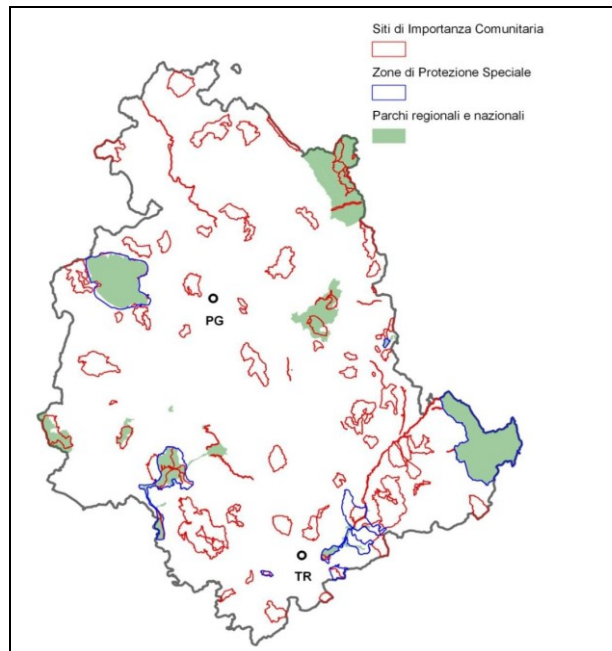 Siti di Importanza Comunitaria
Zone di Protezione Speciale
Parchi regionali e nazionali
PG
TR